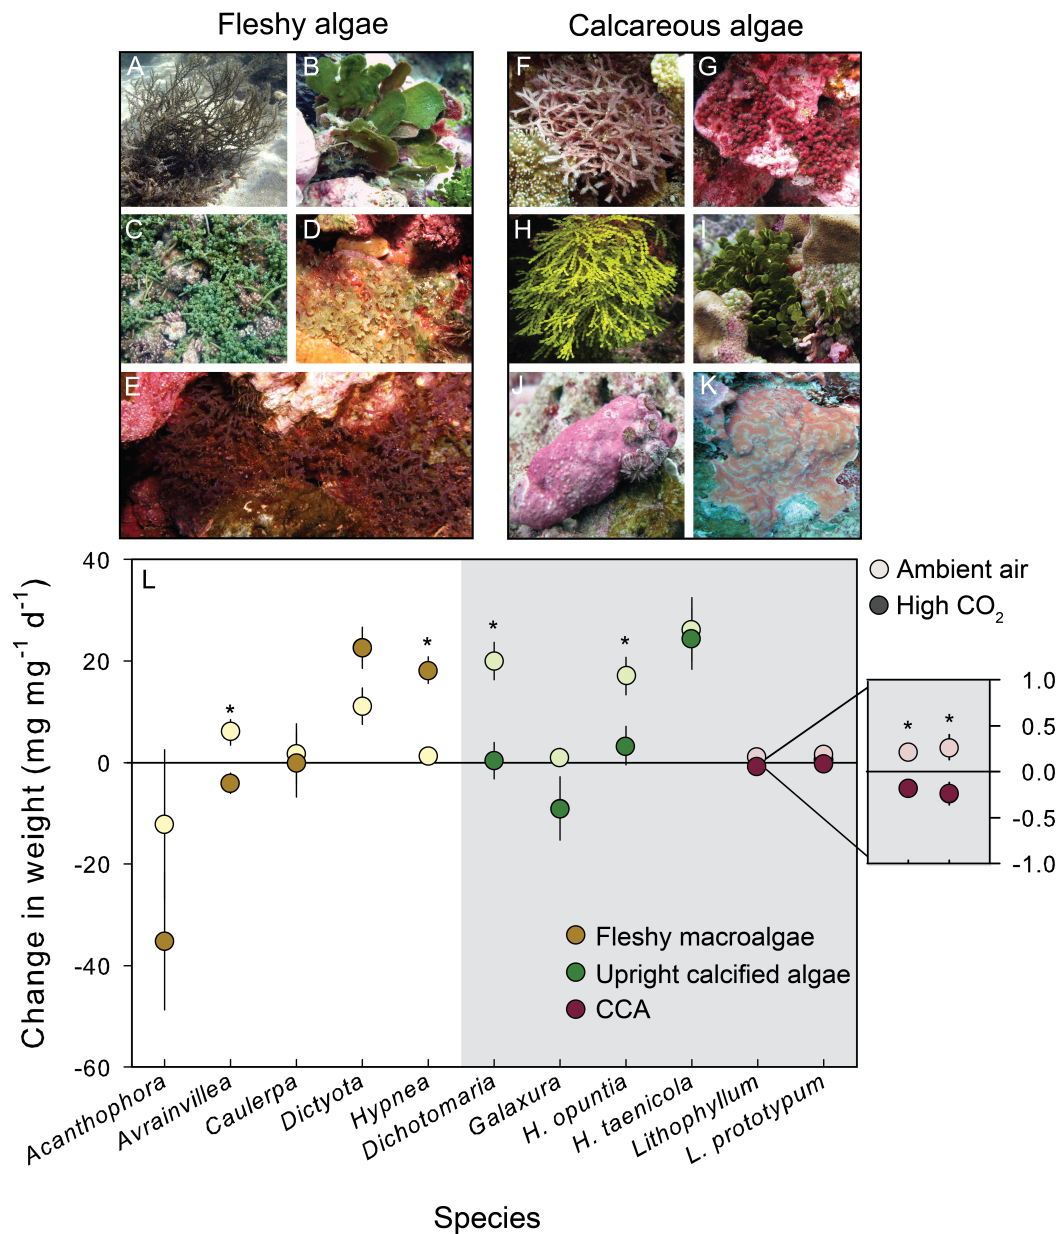 Fleshy algae
Calcareous algae
A
B
F
G
C
D
H
I
E
J
K
L
Ambient air
High CO2
Change in weight (mg mg-1 d-1)
40
20
0
-20
-40
-60
*
*
*
*
*
*
1.0
0.5
0.0
-0.5
-1.0
Fleshy macroalgae
Upright calcified algae
CCA
Acanthophora
Avrainvillea
Caulerpa
Dictyota
Hypnea
Dichotomaria
Galaxura
H. opuntia
H. taenicola
Lithophyllum
L. prototypum
Species